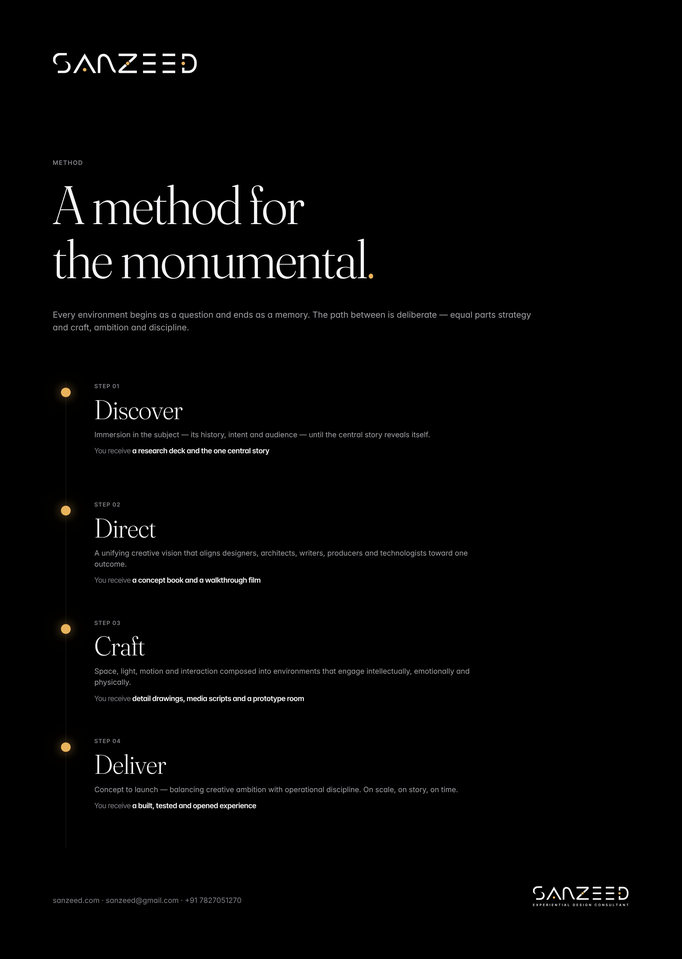 SANZEED
METHOD
A method for
the monumental.
Every environment begins as a question and ends as a memory. The path between is deliberate — equal parts strategy
and craft, ambition and discipline.
STEP 01
Discover
Immersion in the subject — its history, intent and audience — until the central story reveals itself.
You receive a research deck and the one central story
STEP 02
Direct
A unifying creative vision that aligns designers, architects, writers, producers and technologists toward one
outcome.
You receive a concept book and a walkthrough film
STEP 03
Craft
Space, light, motion and interaction composed into environments that engage intellectually, emotionally and
physically.
You receive detail drawings, media scripts and a prototype room
STEP 04
Deliver
Concept to launch — balancing creative ambition with operational discipline. On scale, on story, on time.
You receive a built, tested and opened experience
sanzeed.com · sanzeed@gmail.com · +91 7827051270
SANZEED
EXPERIENTIAL DESIGN CONSULTANT